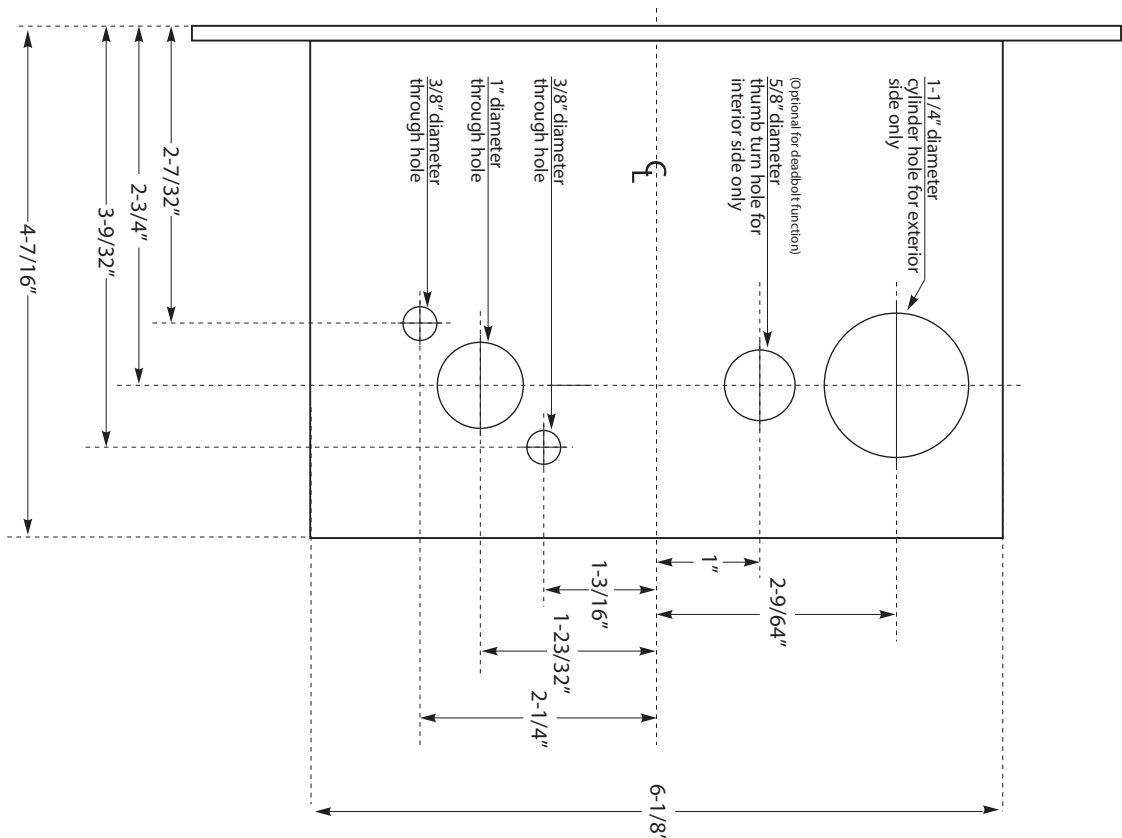 1-1/4" diameter
cylinder hole for exterior
side only
(Optional for deadbolt function)
5/8" diameter
thumb turn hole for
interior side only
2-9/64"
1"
CL
6-1/8'
3/8" diameter
through hole
1-3/16"
1" diameter
through hole
1-23/32"
3/8" diameter
through hole
2-1/4"
2-7/32"
2-3/4"
3-9/32"
4-7/16"